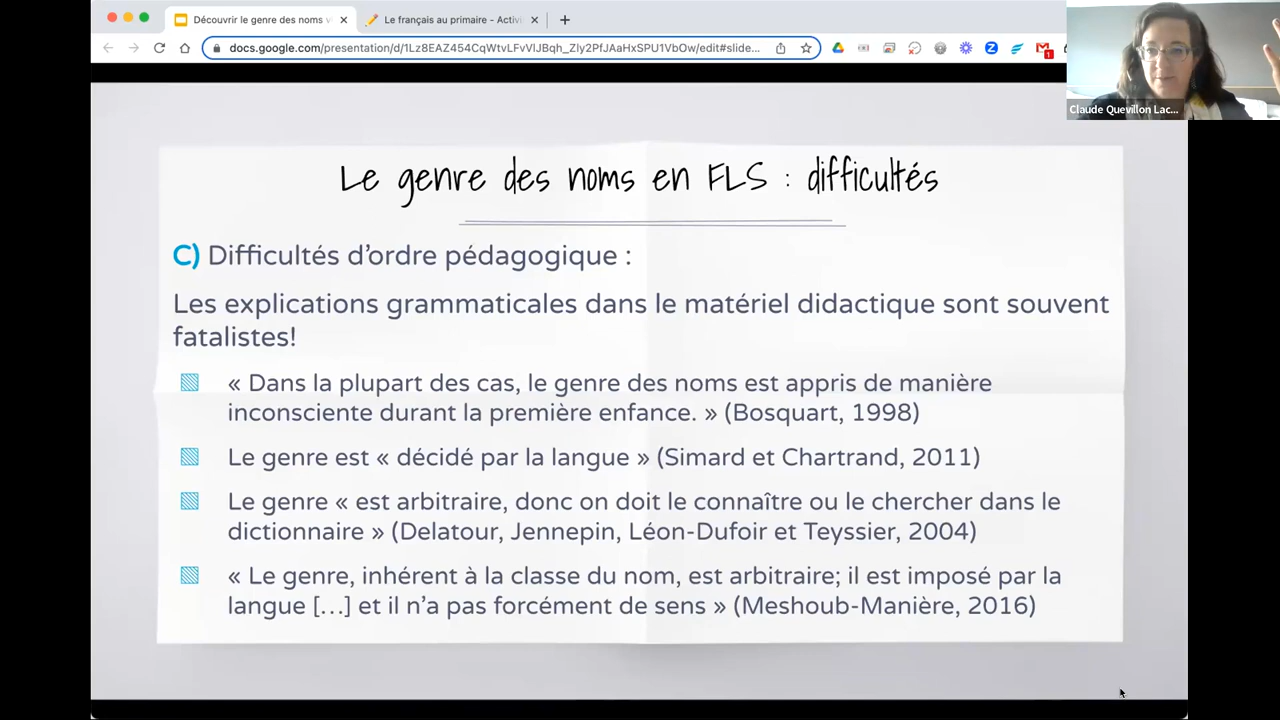 Découvrir le genre des noms v
Le français au primaire - Activi
docs.google.com/presentation/d/1Lz8EAZ454CqWtvLFvVlJBqh_Zly2PfJAaHxSPU1VbOw/edit#slide...
1
Claude Quevillon Lac...
Le genre des noms en FLS : difficultés
C) Difficultés d'ordre pédagogique :
Les explications grammaticales dans le matériel didactique sont souvent
fatalistes!
« Dans la plupart des cas, le genre des noms est appris de manière
inconsciente durant la première enfance. » (Bosquart, 1998)
Le genre est « décidé par la langue » (Simard et Chartrand, 2011)
Le genre « est arbitraire, donc on doit le connaître ou le chercher dans le
dictionnaire » (Delatour, Jennepin, Léon-Dufoir et Teyssier, 2004)
« Le genre, inhérent à la classe du nom, est arbitraire; il est imposé par la
langue [...] et il n'a pas forcément de sens » (Meshoub-Manière, 2016)